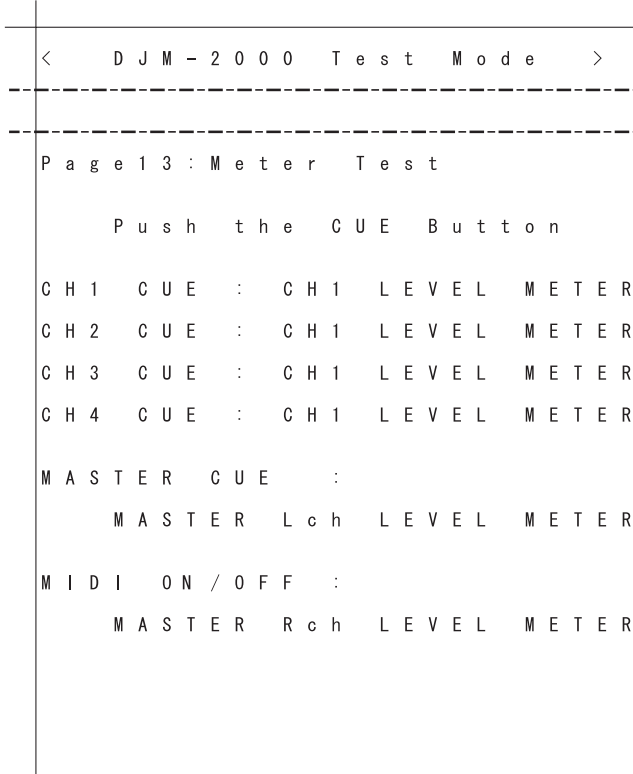 < DJM-2000 Test Mode >
Page13:Meter Test
Push the CUE Button
CH1 CUE : CH1 LEVEL METER
CH2 CUE : CH1 LEVEL METER
CH3 CUE : CH1 LEVEL METER
CH4 CUE : CH1 LEVEL METER
MASTER CUE :
MASTER Lch LEVEL METER
MIDI ON/OFF :
MASTER Rch LEVEL METER